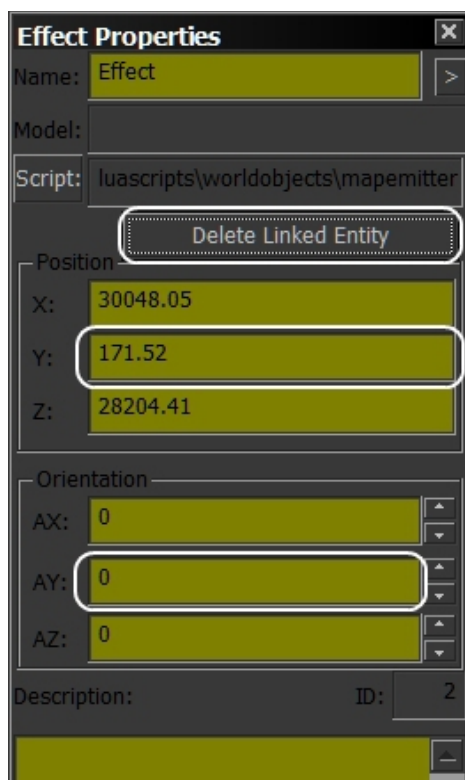 Effect Properties
Name: Effect >
Model:
Script: luascripts\worldobjects\mapemitter
Delete Linked Entity
Position
X: 30048.05
Y: 171.52
Z: 28204.41
Orientation
AX: 0
AY: 0
AZ: 0
Description: ID: 2